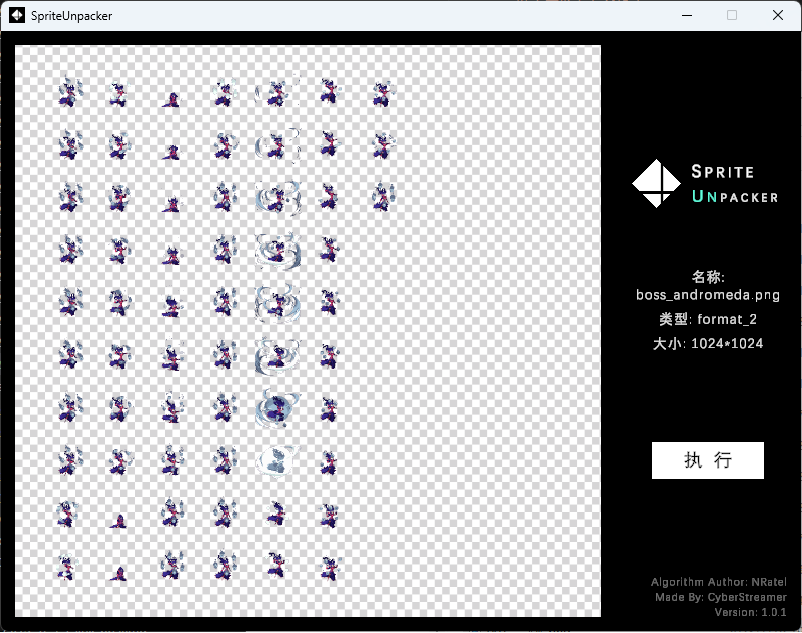 SpriteUnpacker
SPRITE
UNPACKER
名称:
boss_andromeda.png
类型: format_2
大小: 1024*1024
执 行
Algorithm Author: NRatel
Made By: CyberStreamer
Version: 1.0.1